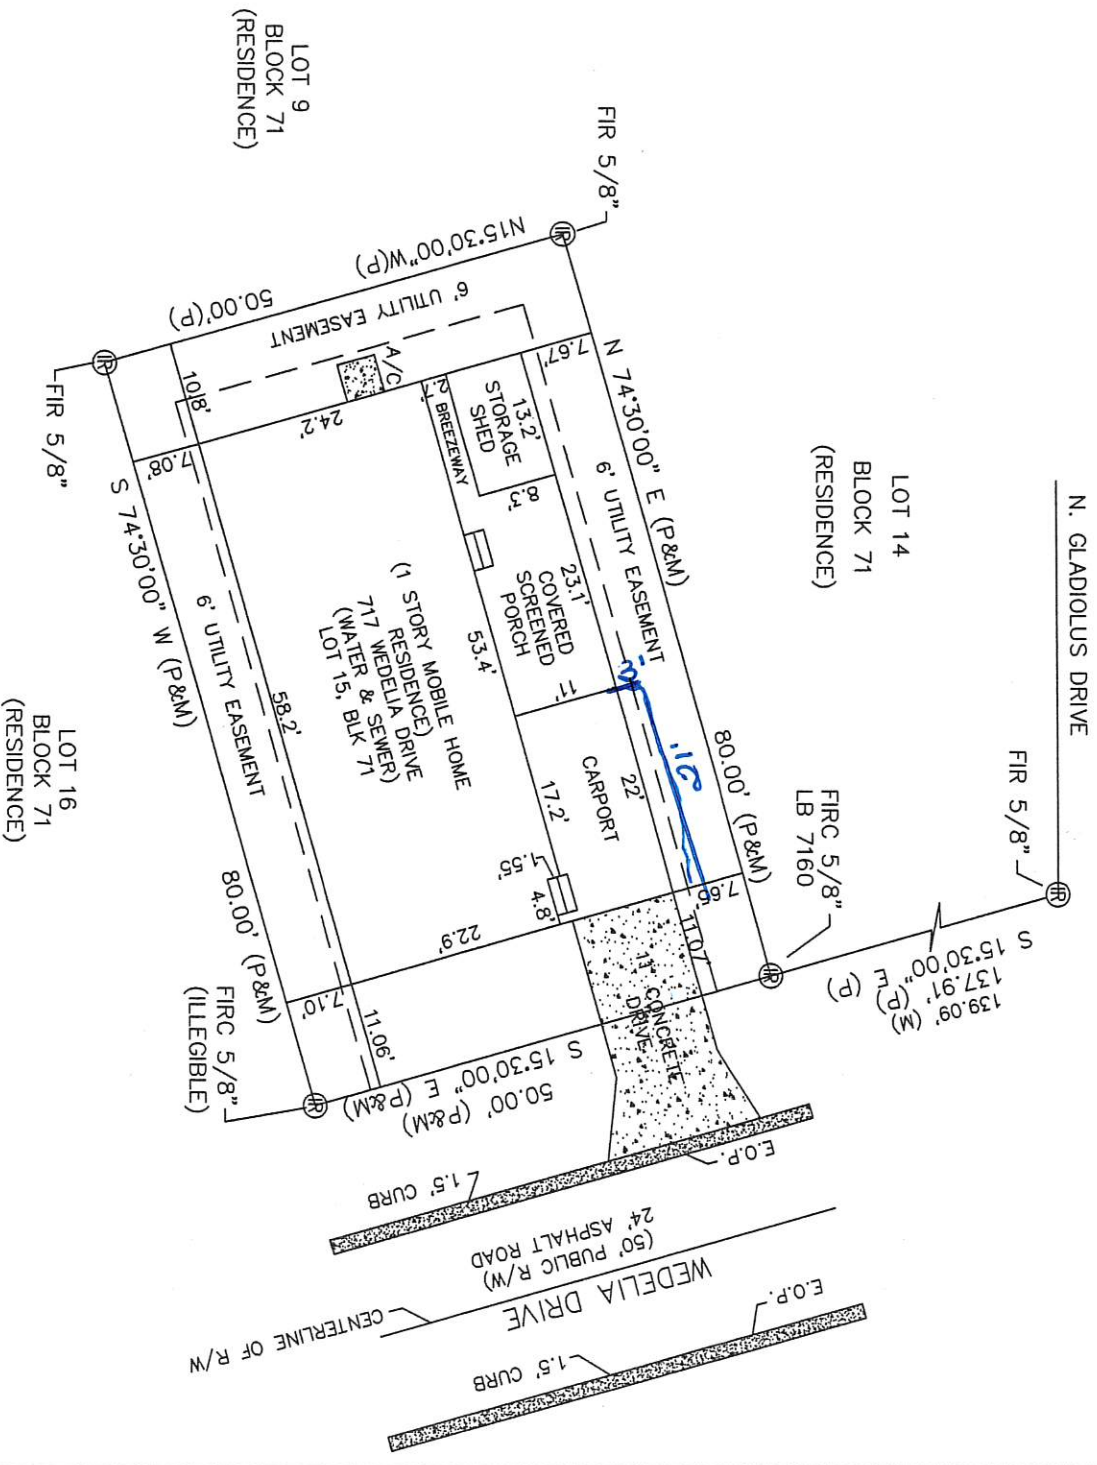 N. GLADIOLUS DRIVE
FIR 5/8"
S 15°30'00" E (P)
137.91' (P)
139.09' (M)
LOT 14
BLOCK 71
(RESIDENCE)
FIRC 5/8"
LB 7160
FIR 5/8"
LOT 9
BLOCK 71
(RESIDENCE)
N15°30'00"W(P)
50.00'(P)
6' UTILITY EASEMENT
N 74°30'00" E (P&M)
80.00' (P&M)
7.67'
6' UTILITY EASEMENT
7.65'
11.07'
3'
21'
13.2'
STORAGE
SHED
8.3'
23.1'
COVERED
SCREENED
PORCH
11'
22'
CARPORT
17.2'
1.55'
4.8'
2.7'
BREEZEWAY
A/C
24.2'
10.8'
53.4'
(1 STORY MOBILE HOME
RESIDENCE)
717 WEDELIA DRIVE
(WATER & SEWER)
LOT 15, BLK 71
22.9'
58.2'
7.08'
6' UTILITY EASEMENT
7.10'
11.06'
S 74°30'00" W (P&M)
80.00' (P&M)
FIR 5/8"
FIRC 5/8"
(ILLEGIBLE)
11' CONCRETE
DRIVE
S 15°30'00" E (P&M)
50.00' (P&M)
E.O.P.
1.5' CURB
24' ASPHALT ROAD
(50' PUBLIC R/W)
WEDELIA DRIVE
CENTERLINE OF R/W
E.O.P.
1.5' CURB
LOT 16
BLOCK 71
(RESIDENCE)